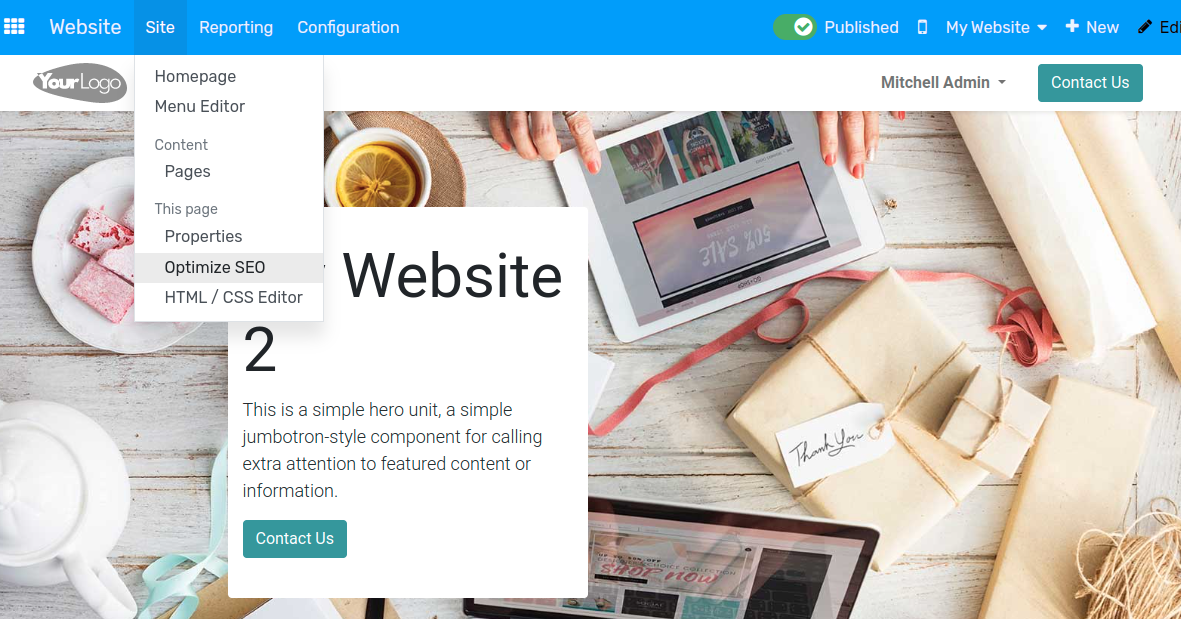 Website Site Reporting Configuration Published My Website New Edi
YourLogo Mitchell Admin Contact Us
Homepage
Menu Editor
Content
Pages
This page
Properties
Optimize SEO
HTML / CSS Editor
Website
2
This is a simple hero unit, a simple
jumbotron-style component for calling
extra attention to featured content or
information.
Contact Us
50% SALE
Thank You
SHOP NOW